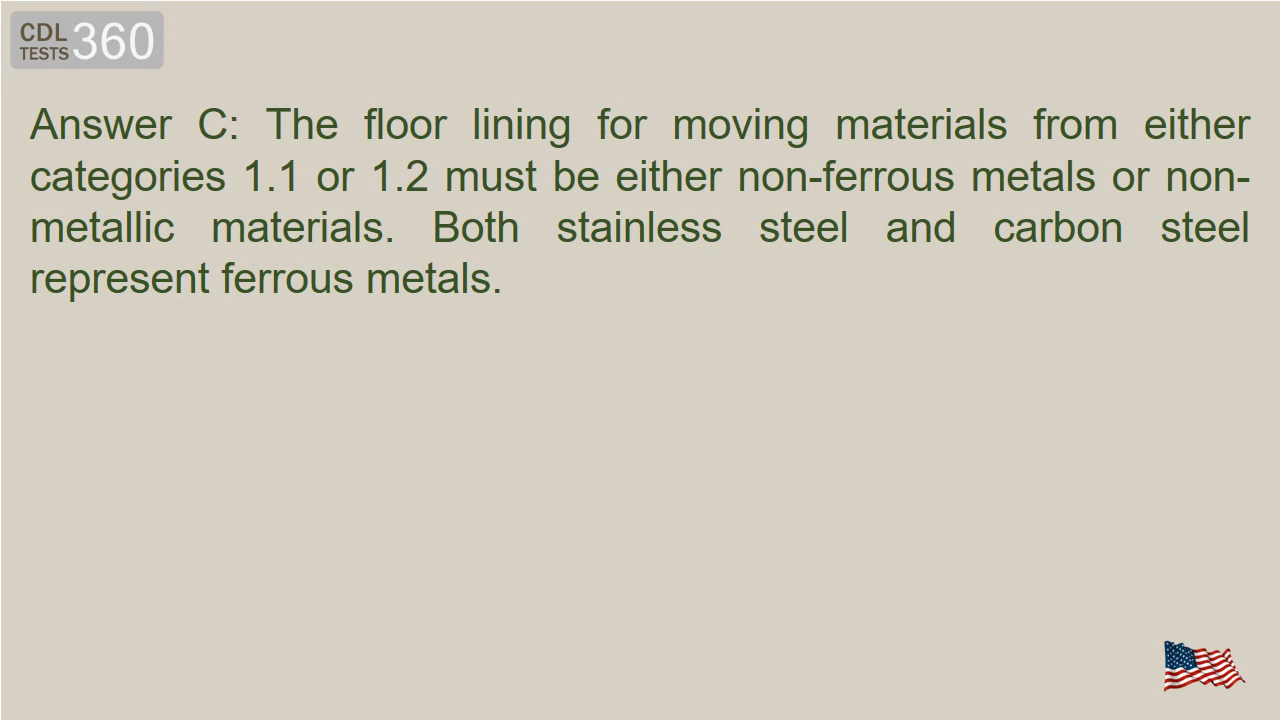 CDL
TESTS 360
Answer C: The floor lining for moving materials from either
categories 1.1 or 1.2 must be either non-ferrous metals or non-
metallic materials. Both stainless steel and carbon steel
represent ferrous metals.